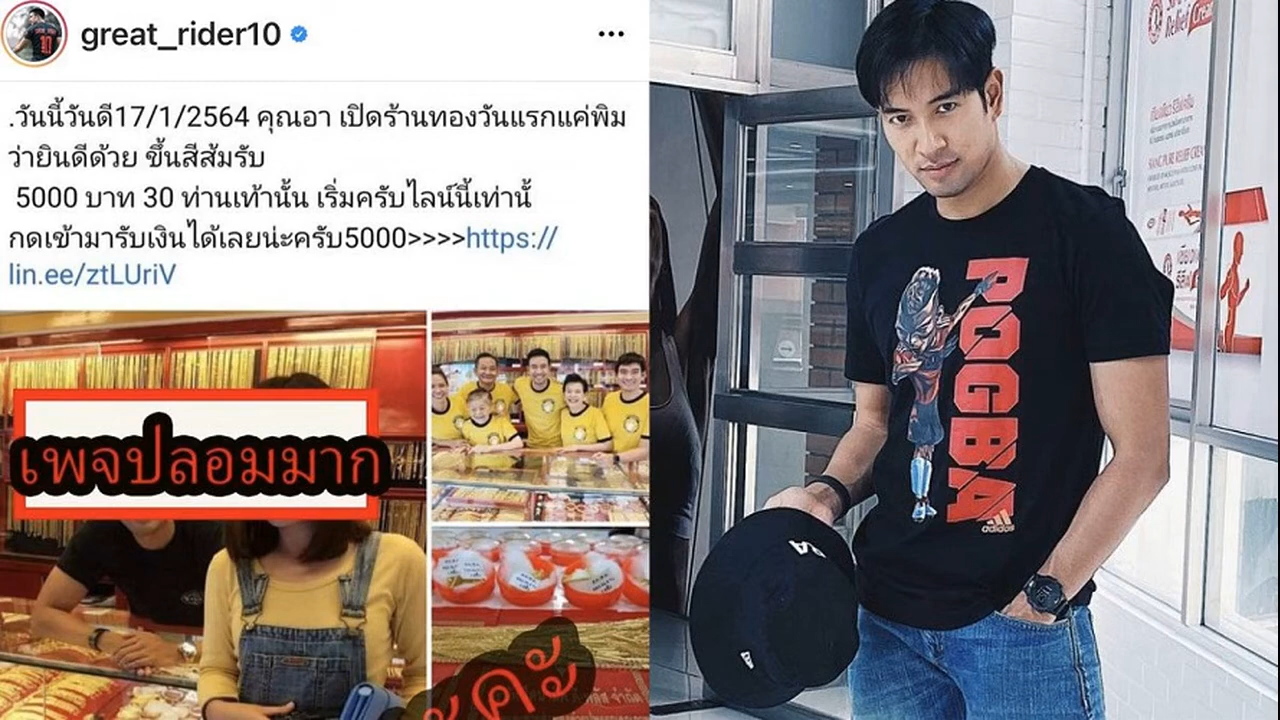 great_rider10
.วันนี้วันดี17/1/2564 คุณอา เปิดร้านทองวันแรกแค่พิม
ว่ายินดีด้วย ขึ้นสีส้มรับ
5000 บาท 30 ท่านเท้านั้น เริ่มครับไลน์นี้เท่านั้
กดเข้ามารับเงินได้เลยน่ะครับ5000>>>>https://
lin.ee/ztLUriV
เพจปลอมมาก
ะคะ
POGBA
adidas
Relief Cream